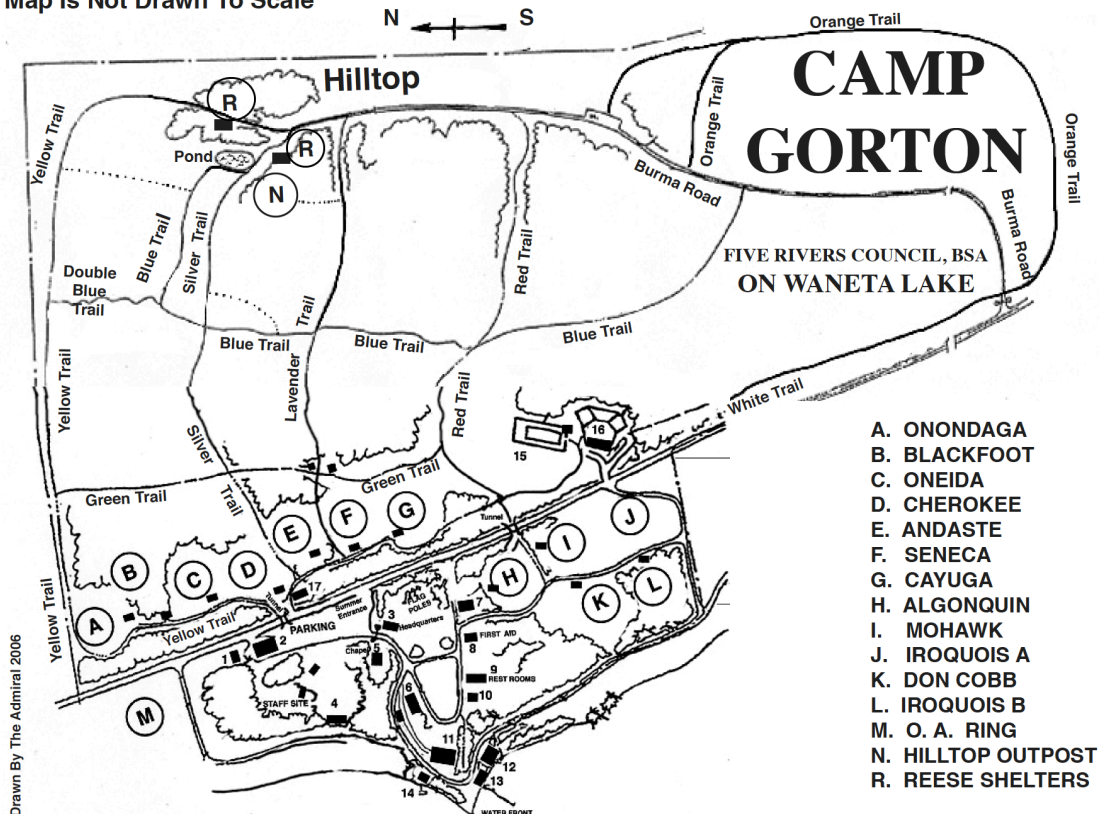 Map Is Not Drawn To Scale
N
S
Orange Trail
CAMP
GORTON
Hilltop
R
Yellow Trail
Pond
R
N
Orange Trail
Orange Trail
Burma Road
Burma Road
Blue Trail
Silver Trail
Red Trail
FIVE RIVERS COUNCIL, BSA
ON WANETA LAKE
Double
Blue
Trail
Trail
Lavender
Blue Trail
Blue Trail
Blue Trail
Yellow Trail
Red Trail
White Trail
Silver
Trail
15
16
Green Trail
Green Trail
Tunnel
A
B
C
D
E
F
G
H
I
J
K
L
M
Yellow Trail
Yellow Trail
Tunnel
17
Summer
Entrance
PARKING
FLAG
POLES
3
Headquarters
7
1
2
Chapel
5
FIRST AID
8
9
REST ROOMS
10
STAFF SITE
4
6
11
12
13
14
WATER FRONT
Drawn By The Admiral 2006
A. ONONDAGA
B. BLACKFOOT
C. ONEIDA
D. CHEROKEE
E. ANDASTE
F. SENECA
G. CAYUGA
H. ALGONQUIN
I. MOHAWK
J. IROQUOIS A
K. DON COBB
L. IROQUOIS B
M. O. A. RING
N. HILLTOP OUTPOST
R. REESE SHELTERS